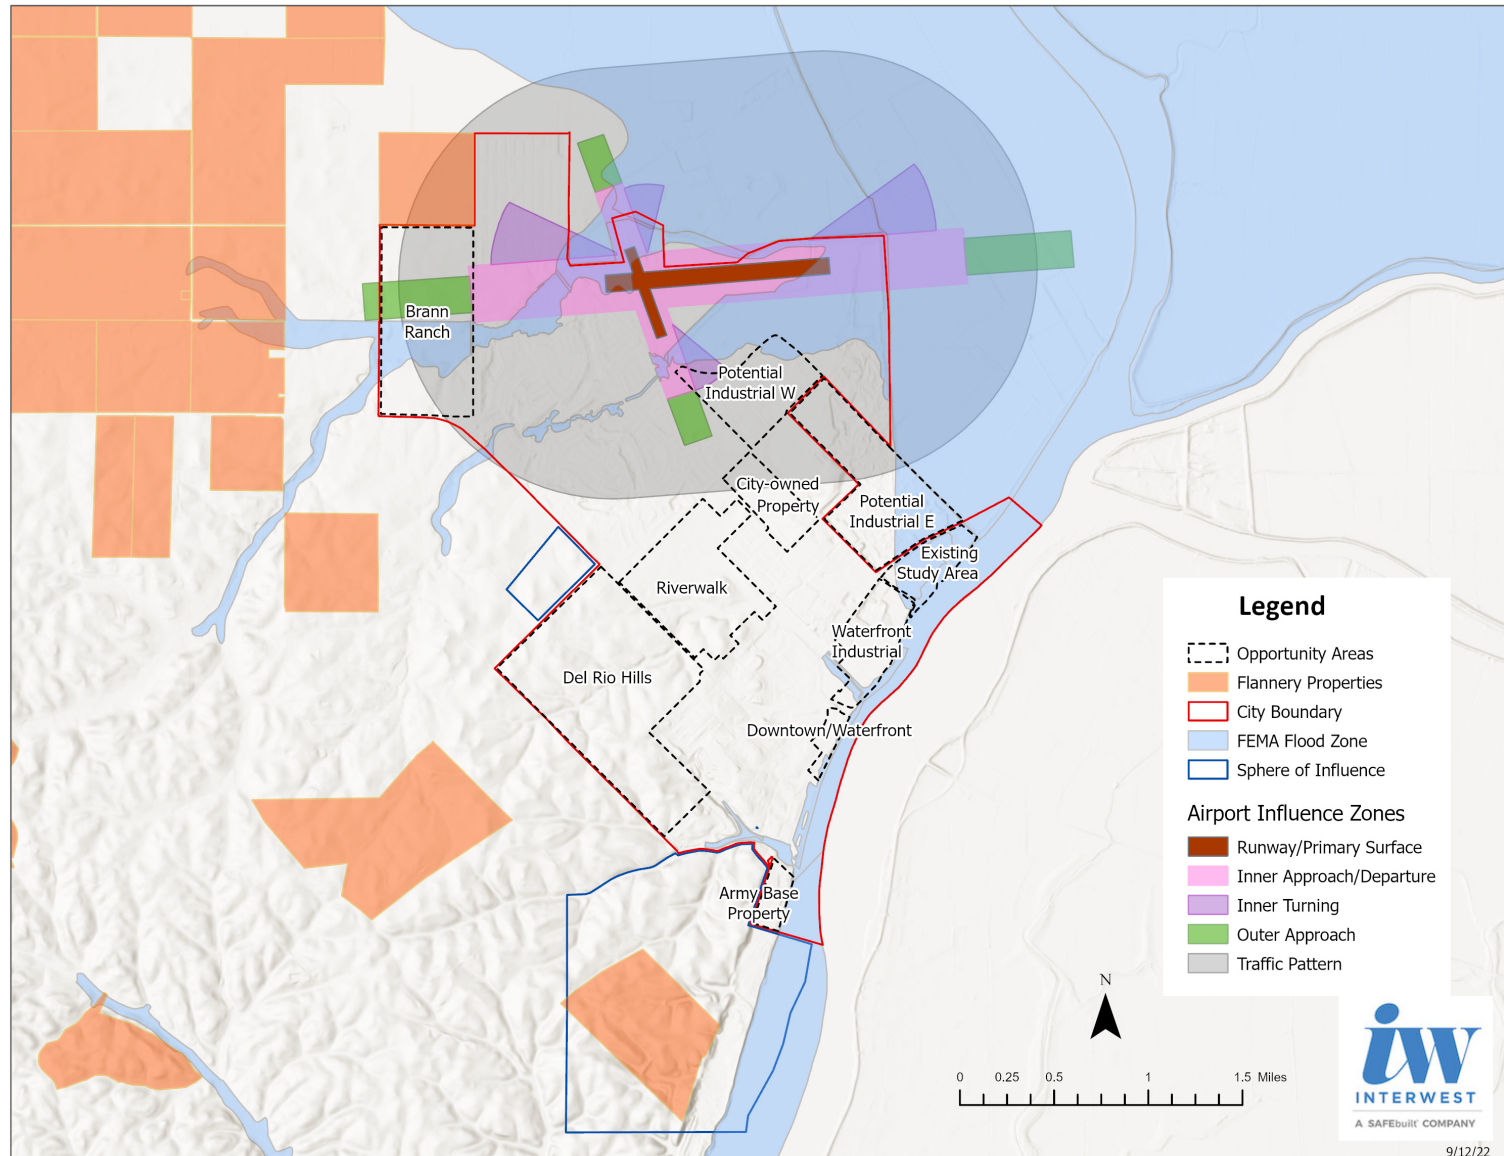 Brann
Ranch
Potential
Industrial W
City-owned
Property
Potential
Industrial E
Existing
Study Area
Riverwalk
Waterfront
Industrial
Del Rio Hills
Downtown/Waterfront
Army Base
Property
Legend
Opportunity Areas
Flannery Properties
City Boundary
FEMA Flood Zone
Sphere of Influence
Airport Influence Zones
Runway/Primary Surface
Inner Approach/Departure
Inner Turning
Outer Approach
Traffic Pattern
N
0 0.25 0.5 1 1.5 Miles
iw
INTERWEST
A SAFEbuilt COMPANY
9/12/22